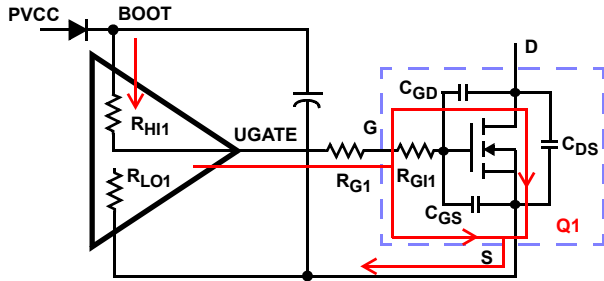 PVCC
BOOT
D
CGD
RHI1
UGATE
G
CDS
RLO1
RG1
RGI1
CGS
Q1
S